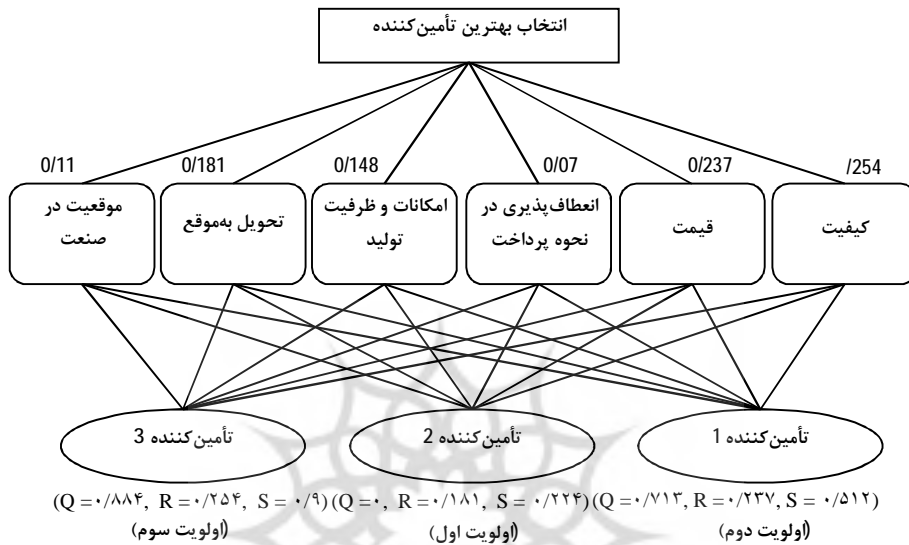 انتخاب بهترین تأمین‌کننده
/254
0/237
0/07
0/148
0/181
0/11
کیفیت
قیمت
انعطاف‌پذیری در
نحوه پرداخت
امکانات و ظرفیت
تولید
تحویل به‌موقع
موقعیت در
صنعت
تأمین‌کننده 1
تأمین‌کننده 2
تأمین‌کننده 3
(Q =۰/۷۱۳, R =۰/۲۳۷, S = ۰/۵۱۲)
(اولویت دوم)
(Q =۰, R =۰/۱۸۱, S = ۰/۲۲۴)
(اولویت اول)
(Q =۰/۸۸۴, R =۰/۲۵۴, S = ۰/۹)
(اولویت سوم)